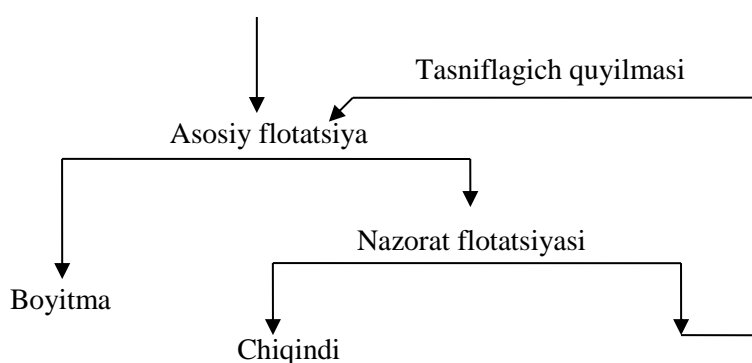 Tasniflagich quyilmasi
Asosiy flotatsiya
Nazorat flotatsiyasi
Boyitma
Chiqindi